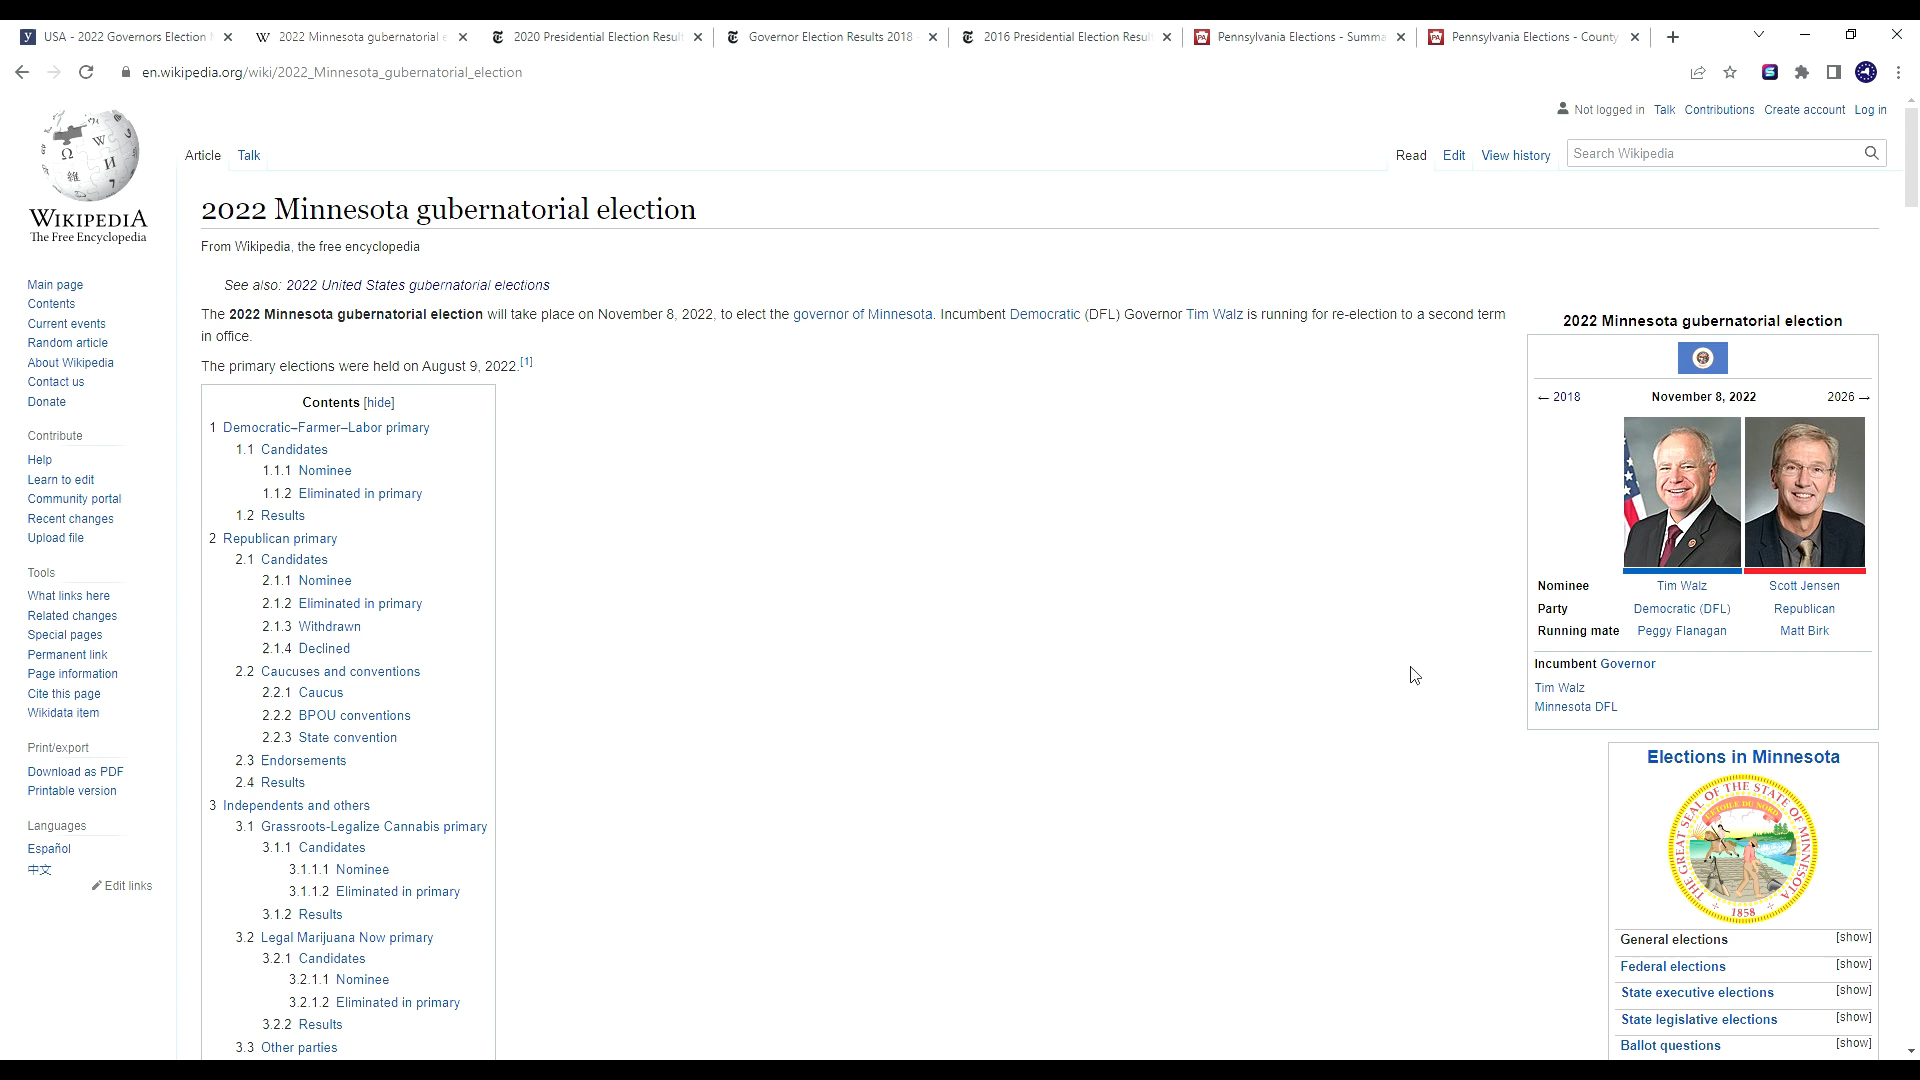 USA - 2022 Governors Election
2022 Minnesota gubernatorial e
2020 Presidential Election Resul
Governor Election Results 2018
2016 Presidential Election Resul
Pennsylvania Elections - Summa
Pennsylvania Elections - County
en.wikipedia.org/wiki/2022_Minnesota_gubernatorial_election
Not logged in Talk Contributions Create account Log in
Article Talk
Read Edit View history Search Wikipedia
WIKIPEDIA
The Free Encyclopedia
Main page
Contents
Current events
Random article
About Wikipedia
Contact us
Donate
Contribute
Help
Learn to edit
Community portal
Recent changes
Upload file
Tools
What links here
Related changes
Special pages
Permanent link
Page information
Cite this page
Wikidata item
Print/export
Download as PDF
Printable version
Languages
Español
中文
Edit links
2022 Minnesota gubernatorial election
From Wikipedia, the free encyclopedia
See also: 2022 United States gubernatorial elections
The 2022 Minnesota gubernatorial election will take place on November 8, 2022, to elect the governor of Minnesota. Incumbent Democratic (DFL) Governor Tim Walz is running for re-election to a second term
in office.
The primary elections were held on August 9, 2022.[1]
Contents [hide]
1 Democratic–Farmer–Labor primary
1.1 Candidates
1.1.1 Nominee
1.1.2 Eliminated in primary
1.2 Results
2 Republican primary
2.1 Candidates
2.1.1 Nominee
2.1.2 Eliminated in primary
2.1.3 Withdrawn
2.1.4 Declined
2.2 Caucuses and conventions
2.2.1 Caucus
2.2.2 BPOU conventions
2.2.3 State convention
2.3 Endorsements
2.4 Results
3 Independents and others
3.1 Grassroots-Legalize Cannabis primary
3.1.1 Candidates
3.1.1.1 Nominee
3.1.1.2 Eliminated in primary
3.1.2 Results
3.2 Legal Marijuana Now primary
3.2.1 Candidates
3.2.1.1 Nominee
3.2.1.2 Eliminated in primary
3.2.2 Results
3.3 Other parties
2022 Minnesota gubernatorial election
← 2018 November 8, 2022 2026 →
Nominee Tim Walz Scott Jensen
Party Democratic (DFL) Republican
Running mate Peggy Flanagan Matt Birk
Incumbent Governor
Tim Walz
Minnesota DFL
Elections in Minnesota
THE GREAT SEAL OF THE STATE OF MINNESOTA
L'ETOILE DU NORD
1858
General elections [show]
Federal elections [show]
State executive elections [show]
State legislative elections [show]
Ballot questions [show]